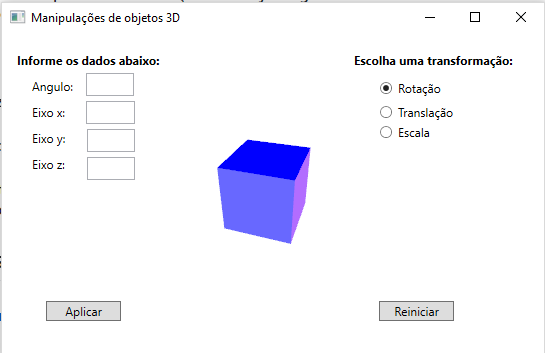 Manipulações de objetos 3D
Informe os dados abaixo:
Escolha uma transformação:
Angulo:
Eixo x:
Eixo y:
Eixo z:
Rotação
Translação
Escala
Aplicar
Reiniciar